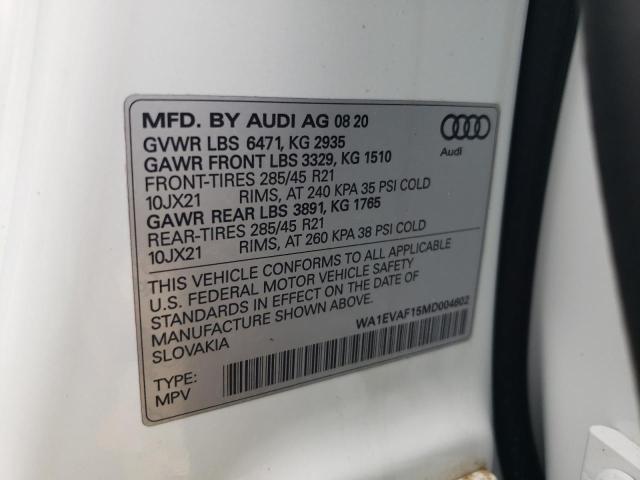 MFD. BY AUDI AG 08 20
GVWR LBS 6471, KG 2935
GAWR FRONT LBS 3329, KG 1510
FRONT-TIRES 285/45 R21
10JX21 RIMS, AT 240 KPA 35 PSI COLD
GAWR REAR LBS 3891, KG 1765
REAR-TIRES 285/45 R21
10JX21 RIMS, AT 260 KPA 38 PSI COLD
Audi
THIS VEHICLE CONFORMS TO ALL APPLICABLE
U.S. FEDERAL MOTOR VEHICLE SAFETY
STANDARDS IN EFFECT ON THE DATE OF
MANUFACTURE SHOWN ABOVE.
SLOVAKIA
WA1EVAF15MD004602
TYPE:
MPV